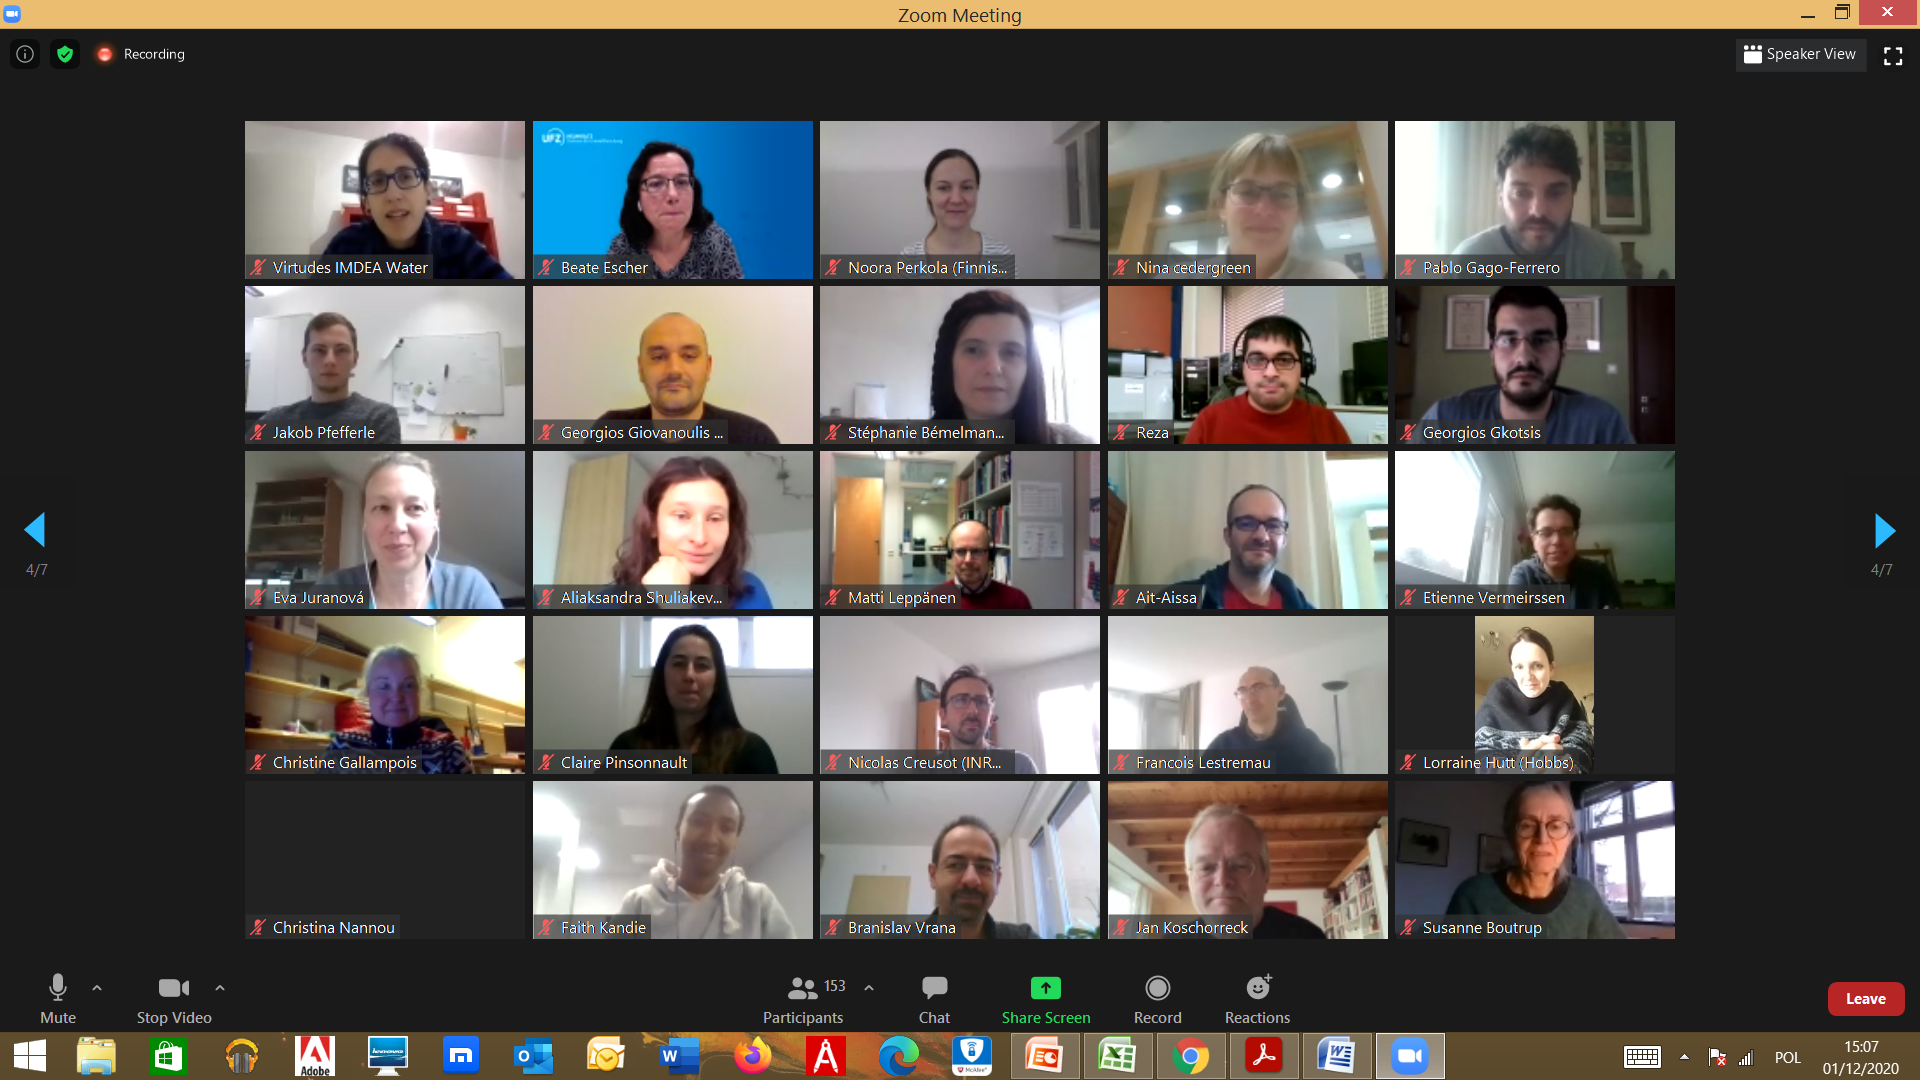 Zoom Meeting
Recording
Speaker View
UFZ
Virtudes IMDEA Water
Beate Escher
Noora Perkola (Finnis...
Nina cedergreen
Pablo Gago-Ferrero
Jakob Pfefferle
Georgios Giovanoulis ...
Stéphanie Bémelman...
Reza
Georgios Gkotsis
Eva Juranová
Aliaksandra Shuliakev...
Matti Leppänen
Ait-Aissa
Etienne Vermeirssen
4/7
4/7
Christine Gallampois
Claire Pinsonnault
Nicolas Creusot (INR...
Francois Lestremau
Lorraine Hutt (Hobbs)
Christina Nannou
Faith Kandie
Branislav Vrana
Jan Koschorreck
Susanne Boutrup
153
Mute
Stop Video
Participants
Chat
Share Screen
Record
Reactions
Leave
Adobe
lenovo
McAfee
POL
15:07
01/12/2020